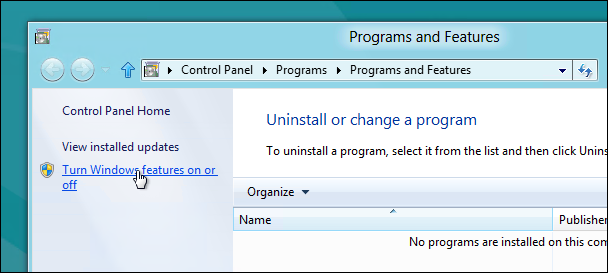 Programs and Features
Control Panel Programs Programs and Features
Control Panel Home
Uninstall or change a program
View installed updates
To uninstall a program, select it from the list and then click Unins
Turn Windows features on or
off
Organize
Name Publisher
No programs are installed on this com